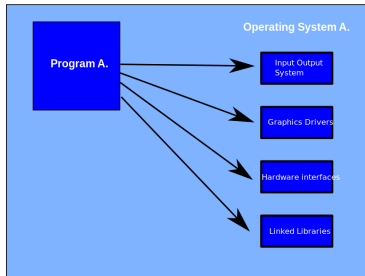 Operating System A.
Program A.
Input Output
System
Graphics Drivers
Hardware interfaces
Linked Libraries